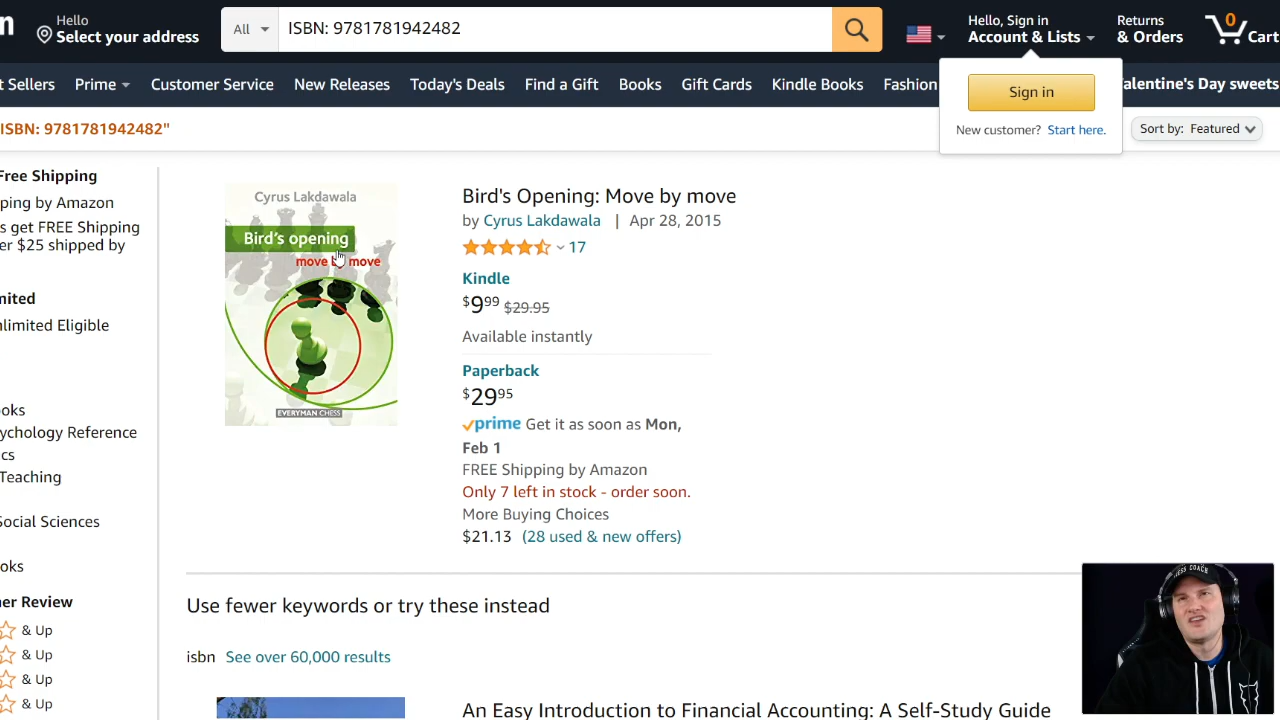 n
Hello
Select your address
All
ISBN: 9781781942482
Hello, Sign in
Account & Lists
Returns
& Orders
0
Cart
t Sellers
Prime
Customer Service
New Releases
Today's Deals
Find a Gift
Books
Gift Cards
Kindle Books
Fashion
alentine's Day sweets
Sign in
New customer? Start here.
ISBN: 9781781942482"
Sort by: Featured
Free Shipping
ping by Amazon
s get FREE Shipping
er $25 shipped by
mited
nlimited Eligible
oks
ychology Reference
cs
Teaching
Social Sciences
oks
er Review
& Up
& Up
& Up
& Up
Cyrus Lakdawala
Bird's opening
move by move
EVERYMAN CHESS
Bird's Opening: Move by move
by Cyrus Lakdawala | Apr 28, 2015
17
Kindle
$9.99 $29.95
Available instantly
Paperback
$29.95
prime Get it as soon as Mon,
Feb 1
FREE Shipping by Amazon
Only 7 left in stock - order soon.
More Buying Choices
$21.13 (28 used & new offers)
Use fewer keywords or try these instead
isbn See over 60,000 results
An Easy Introduction to Financial Accounting: A Self-Study Guide
CHESS COACH